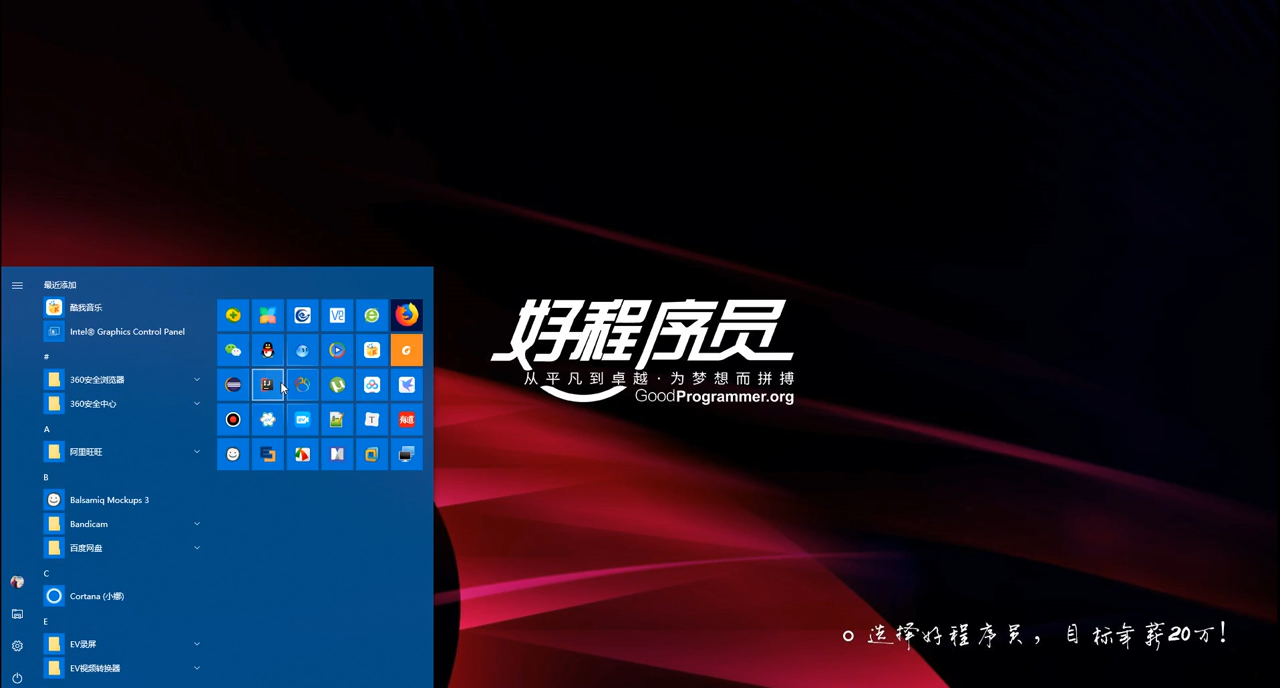 最近添加
酷我音乐
Intel® Graphics Control Panel
#
360安全浏览器
360安全中心
A
阿里旺旺
B
Balsamiq Mockups 3
Bandicam
百度网盘
C
Cortana (小娜)
E
EV录屏
EV视频转换器
好程序员
从平凡到卓越·为梦想而拼搏
GoodProgrammer.org
选择好程序员，目标年薪20万！